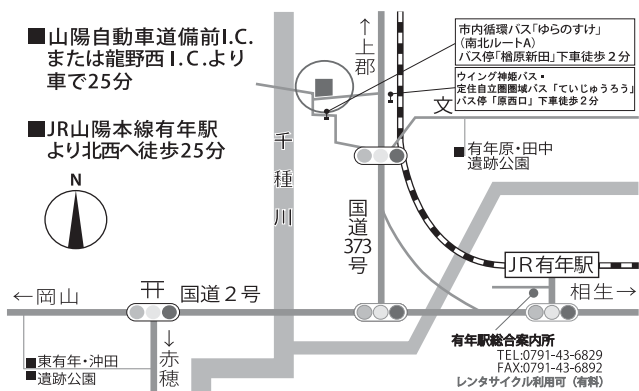 ■山陽自動車道備前I.C.
または龍野西I.C.より
車で25分
■JR山陽本線有年駅
より北西へ徒歩25分
N
↑上郡
市内循環バス「ゆらのすけ」
(南北ルートA)
バス停「楢原新田」下車徒歩2分
ウイング神姫バス・
定住自立圏圏域バス「ていじゅうろう」
バス停「原西口」下車徒歩2分
文
■有年原・田中
遺跡公園
千種川
国道373号
JR有年駅
相生→
←岡山
国道2号
↓赤穂
■東有年・沖田
■遺跡公園
有年駅総合案内所
TEL:0791-43-6829
FAX:0791-43-6892
レンタサイクル利用可(有料)